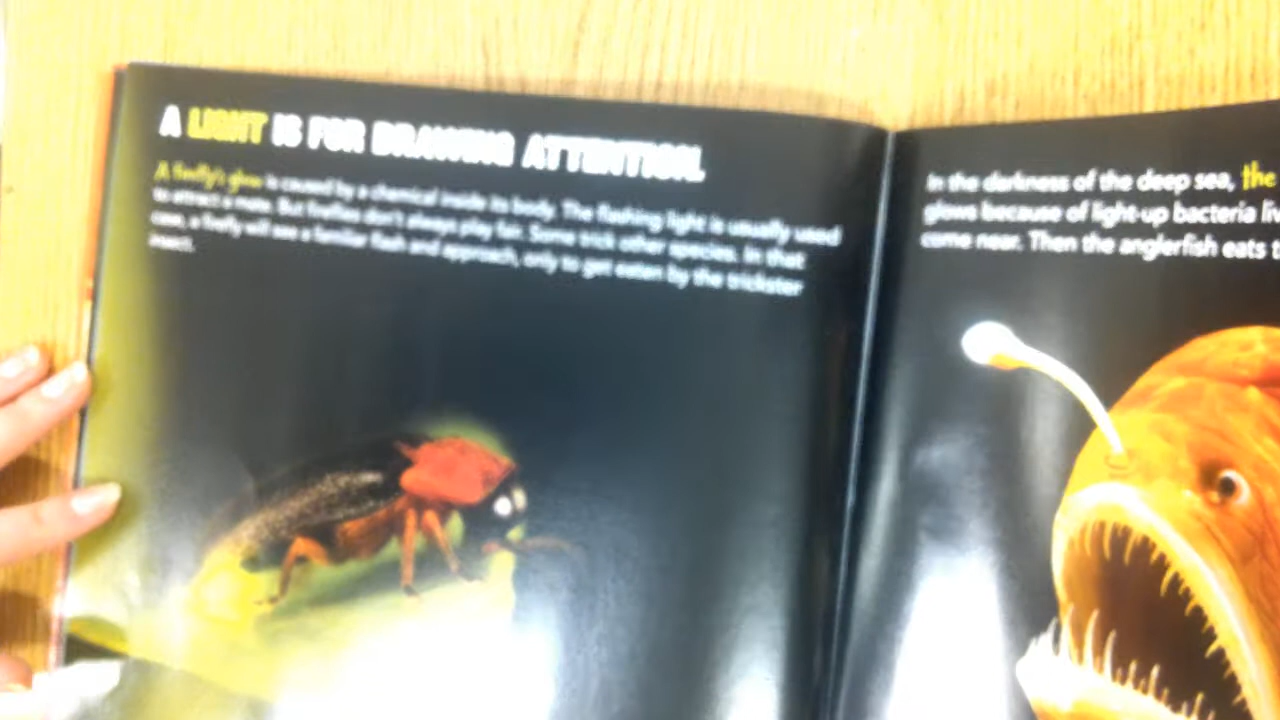 A LIGHT IS FOR DRAWING ATTENTION.
A firefly's glow is caused by a chemical inside its body. The flashing light is usually used
to attract a mate. But fireflies don't always play fair. Some trick other species. In that
case, a firefly will see a familiar flash and approach, only to get eaten by the trickster
insect.
In the darkness of the deep sea, the
glows because of light-up bacteria
come near. Then the anglerfish eats